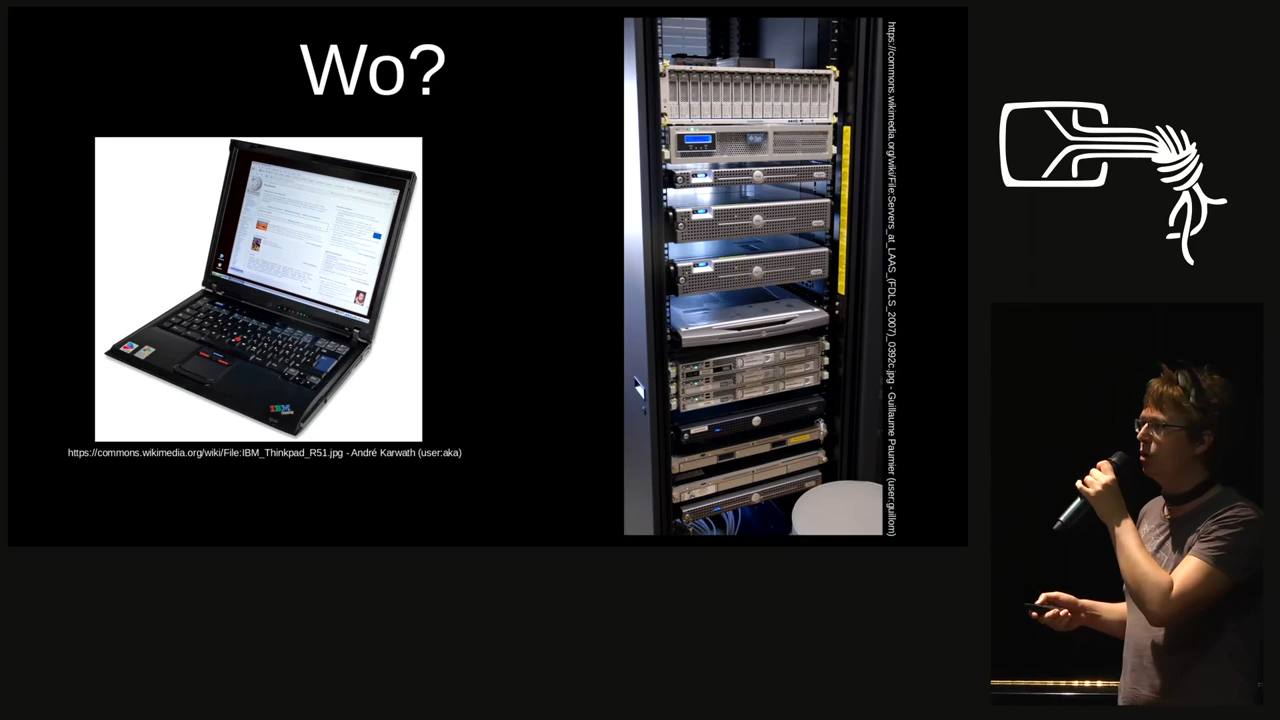 Wo?
https://commons.wikimedia.org/wiki/File:IBM_Thinkpad_R51.jpg - André Karwath (user:aka)
https://commons.wikimedia.org/wiki/File:Servers_at_LAAS_(FDLS_2007)_0392c.jpg - Guillaume Paumier (user:guillom)
IBM